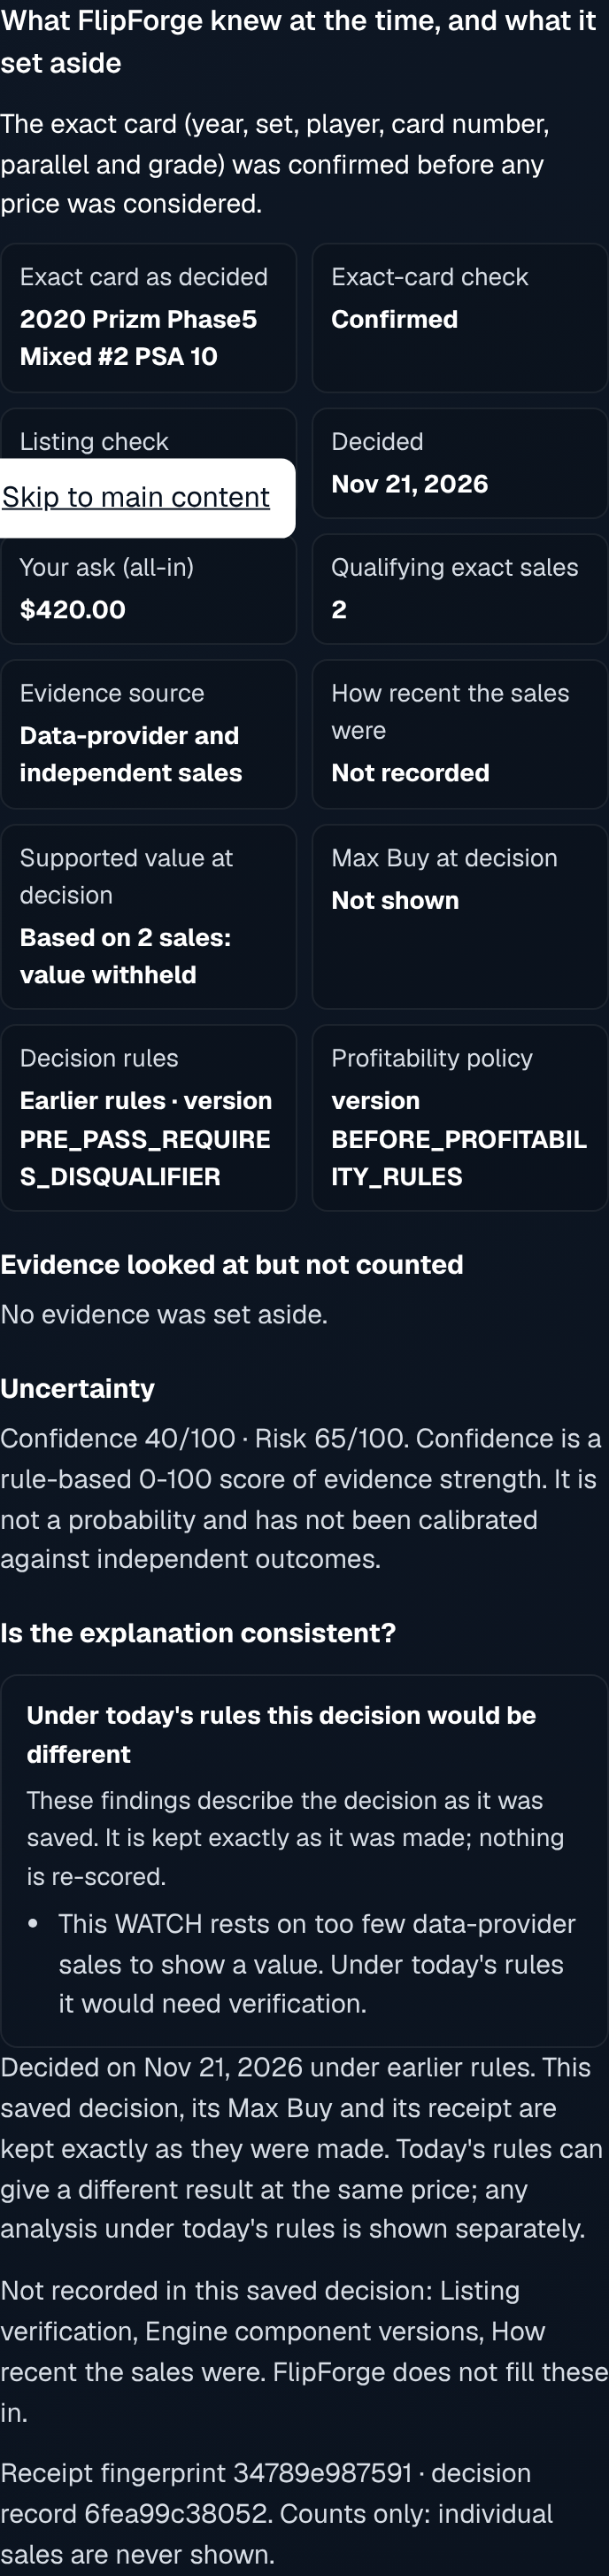 What FlipForge knew at the time, and what it
set aside
The exact card (year, set, player, card number,
parallel and grade) was confirmed before any
price was considered.
Exact card as decided
2020 Prizm Phase5
Mixed #2 PSA 10
Exact-card check
Confirmed
Listing check
Skip to main content
Decided
Nov 21, 2026
Your ask (all-in)
$420.00
Qualifying exact sales
2
Evidence source
Data-provider and
independent sales
How recent the sales
were
Not recorded
Supported value at
decision
Based on 2 sales:
value withheld
Max Buy at decision
Not shown
Decision rules
Earlier rules · version
PRE_PASS_REQUIRE
S_DISQUALIFIER
Profitability policy
version
BEFORE_PROFITABIL
ITY_RULES
Evidence looked at but not counted
No evidence was set aside.
Uncertainty
Confidence 40/100 · Risk 65/100. Confidence is a
rule-based 0-100 score of evidence strength. It is
not a probability and has not been calibrated
against independent outcomes.
Is the explanation consistent?
Under today's rules this decision would be
different
These findings describe the decision as it was
saved. It is kept exactly as it was made; nothing
is re-scored.
• This WATCH rests on too few data-provider
sales to show a value. Under today's rules
it would need verification.
Decided on Nov 21, 2026 under earlier rules. This
saved decision, its Max Buy and its receipt are
kept exactly as they were made. Today's rules can
give a different result at the same price; any
analysis under today's rules is shown separately.
Not recorded in this saved decision: Listing
verification, Engine component versions, How
recent the sales were. FlipForge does not fill these
in.
Receipt fingerprint 34789e987591 · decision
record 6fea99c38052. Counts only: individual
sales are never shown.